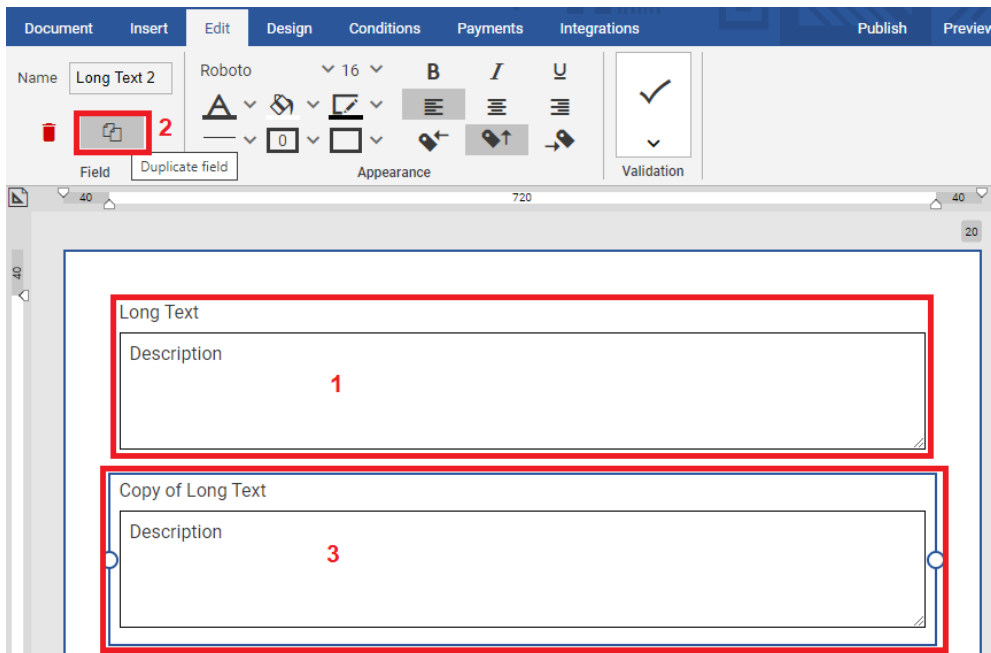 Document Insert Edit Design Conditions Payments Integrations Publish Preview
Name Long Text 2 Roboto 16 B I U
A
2
0
Duplicate field
Field Appearance Validation
40 720 40
20
40
Long Text
Description
1
Copy of Long Text
Description
3